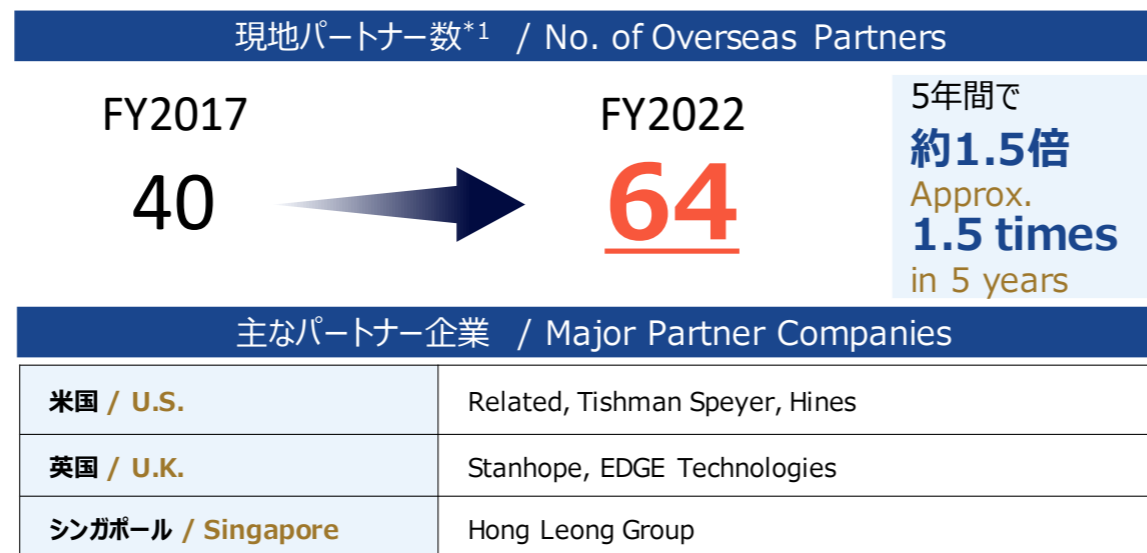 現地パートナー数*1 / No. of Overseas Partners
FY2017
40
FY2022
64
5年間で
約1.5倍
Approx.
1.5 times
in 5 years
主なパートナー企業 / Major Partner Companies
米国 / U.S.
Related, Tishman Speyer, Hines
英国 / U.K.
Stanhope, EDGE Technologies
シンガポール / Singapore
Hong Leong Group